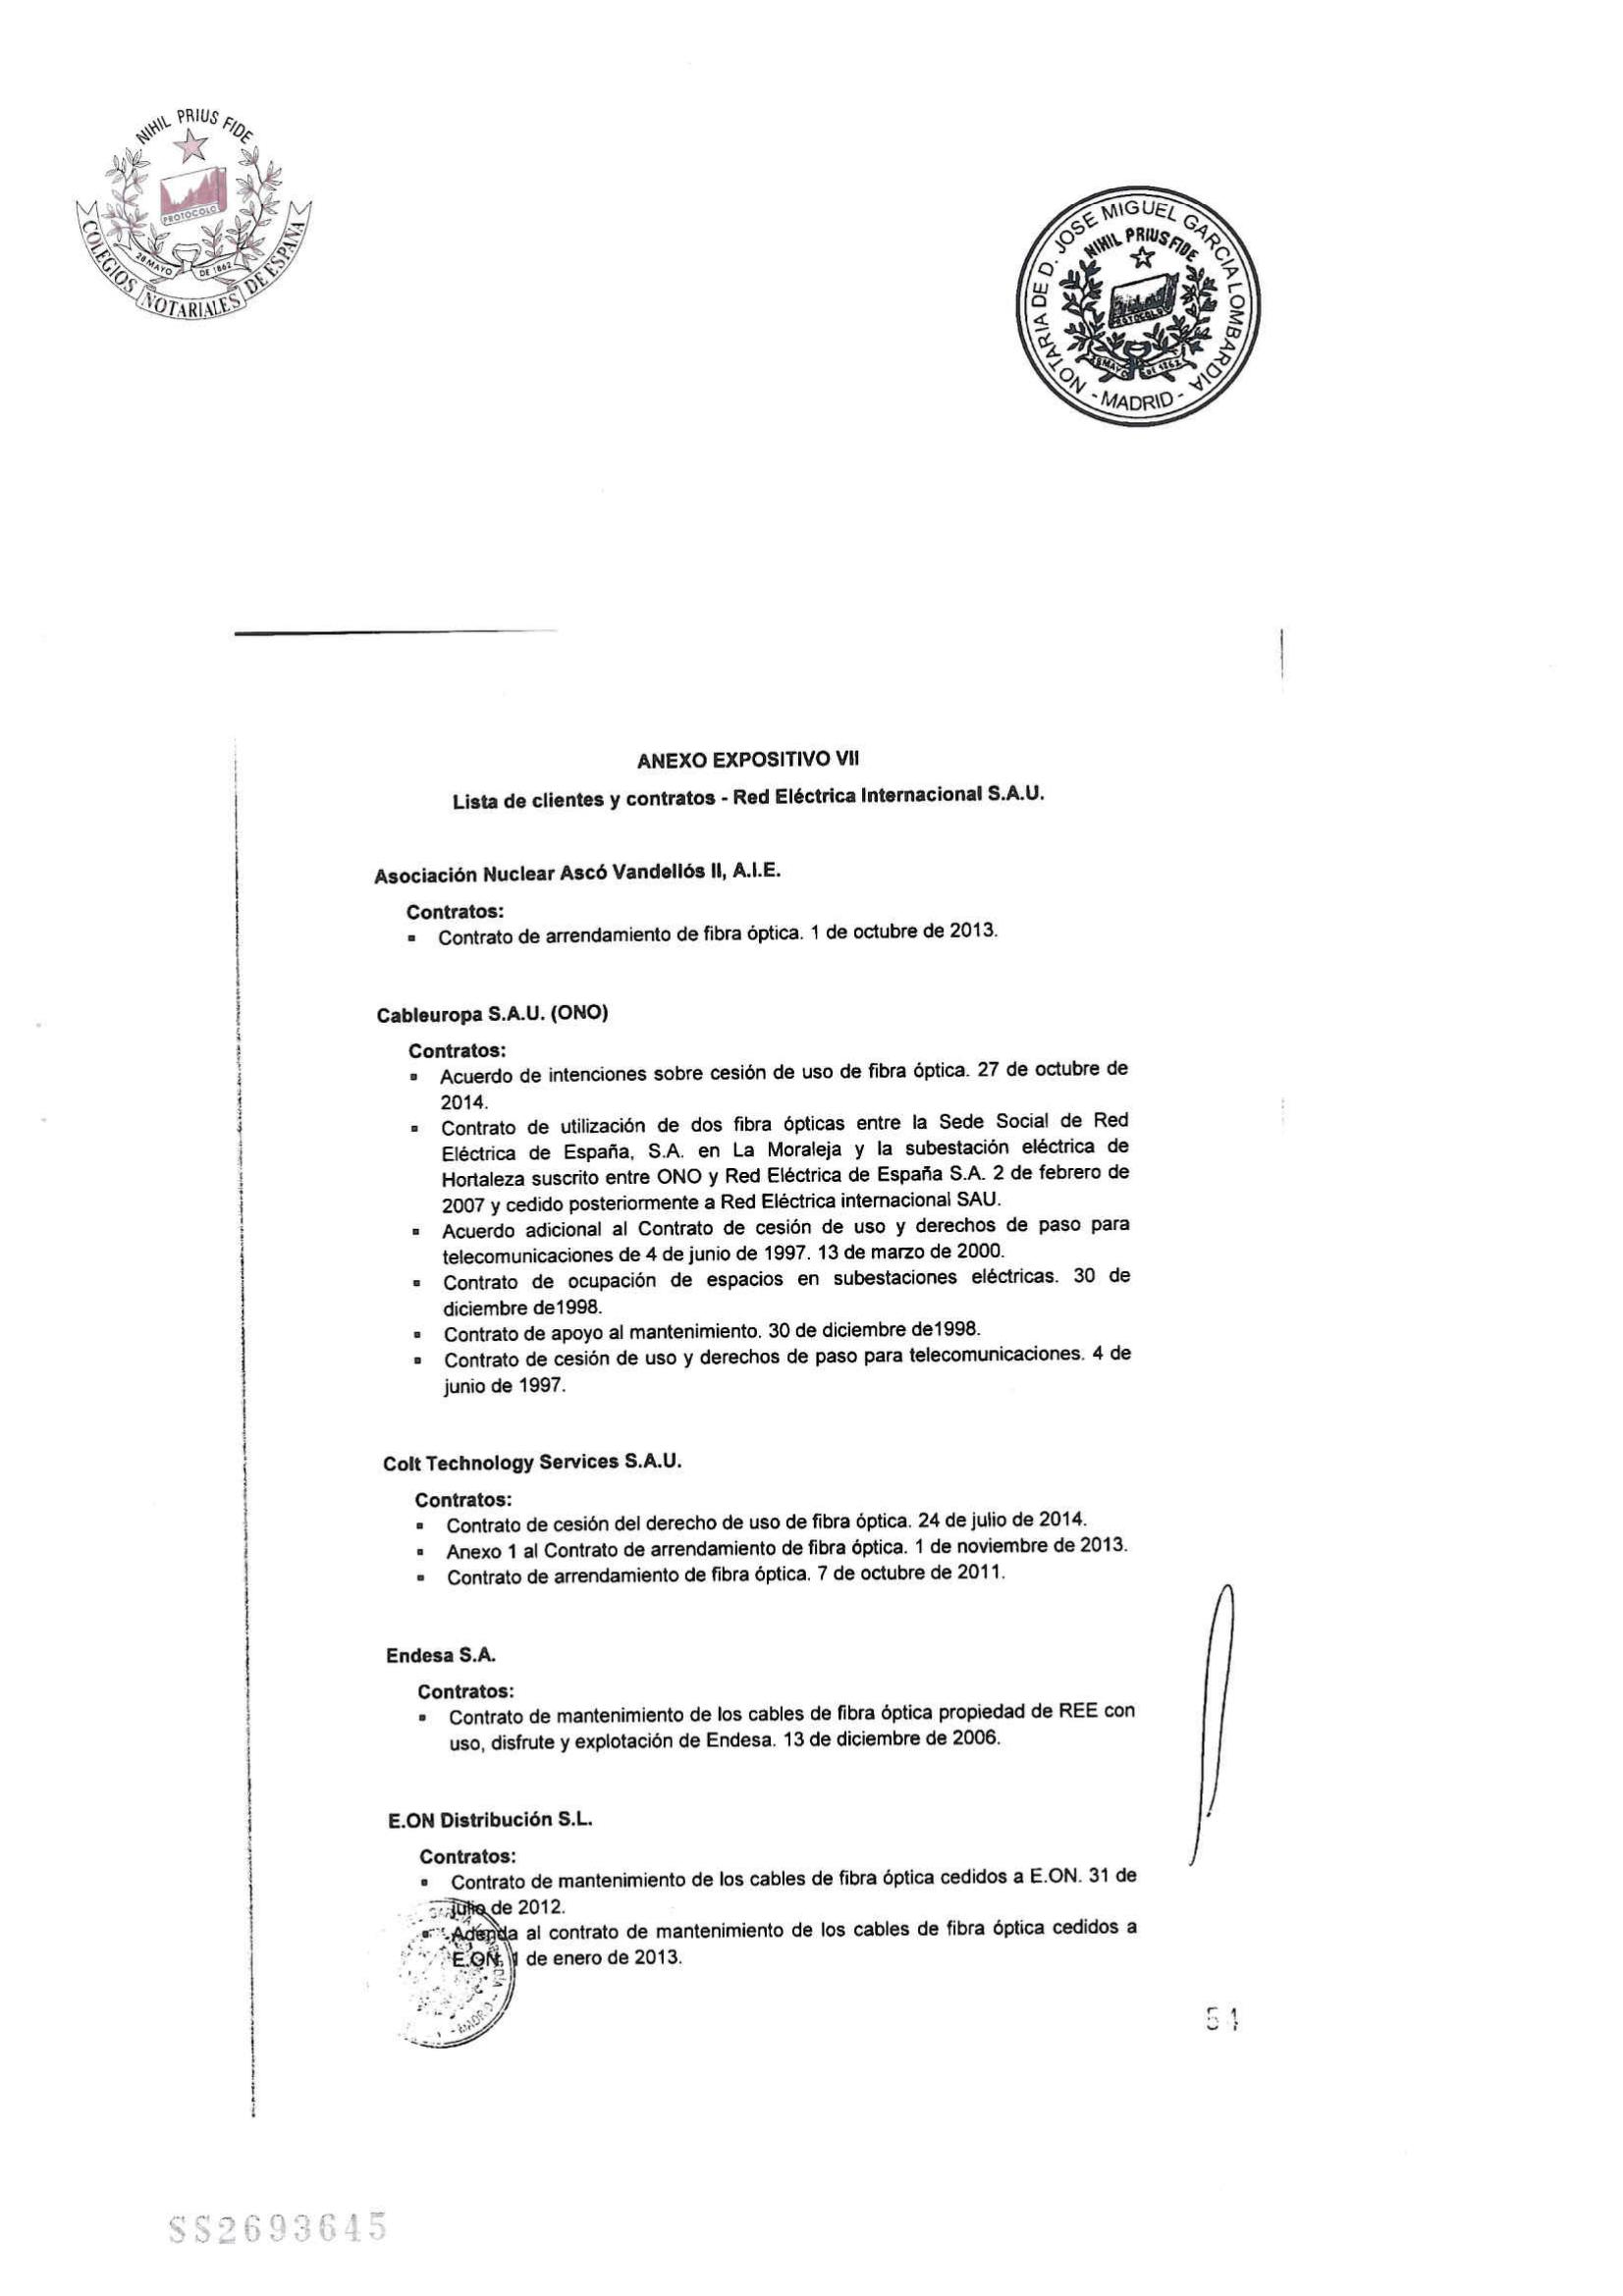 NIHIL PRIUS FIDE
PROTOCOLO
28 MAYO DE 1862
COLEGIOS NOTARIALES DE ESPAÑA
NOTARIA DE D. JOSE MIGUEL GARCIA LOMBARDIA
NIHIL PRIUS FIDE
PROTOCOLO
28 MAYO DE 1862
- MADRID -
ANEXO EXPOSITIVO VII
Lista de clientes y contratos - Red Eléctrica Internacional S.A.U.
Asociación Nuclear Ascó Vandellós II, A.I.E.
Contratos:
▪ Contrato de arrendamiento de fibra óptica. 1 de octubre de 2013.
Cableuropa S.A.U. (ONO)
Contratos:
▪ Acuerdo de intenciones sobre cesión de uso de fibra óptica. 27 de octubre de
2014.
▪ Contrato de utilización de dos fibra ópticas entre la Sede Social de Red
Eléctrica de España, S.A. en La Moraleja y la subestación eléctrica de
Hortaleza suscrito entre ONO y Red Eléctrica de España S.A. 2 de febrero de
2007 y cedido posteriormente a Red Eléctrica internacional SAU.
▪ Acuerdo adicional al Contrato de cesión de uso y derechos de paso para
telecomunicaciones de 4 de junio de 1997. 13 de marzo de 2000.
▪ Contrato de ocupación de espacios en subestaciones eléctricas. 30 de
diciembre de1998.
▪ Contrato de apoyo al mantenimiento. 30 de diciembre de1998.
▪ Contrato de cesión de uso y derechos de paso para telecomunicaciones. 4 de
junio de 1997.
Colt Technology Services S.A.U.
Contratos:
▪ Contrato de cesión del derecho de uso de fibra óptica. 24 de julio de 2014.
▪ Anexo 1 al Contrato de arrendamiento de fibra óptica. 1 de noviembre de 2013.
▪ Contrato de arrendamiento de fibra óptica. 7 de octubre de 2011.
Endesa S.A.
Contratos:
▪ Contrato de mantenimiento de los cables de fibra óptica propiedad de REE con
uso, disfrute y explotación de Endesa. 13 de diciembre de 2006.
E.ON Distribución S.L.
Contratos:
▪ Contrato de mantenimiento de los cables de fibra óptica cedidos a E.ON. 31 de
julio de 2012.
▪ Adenda al contrato de mantenimiento de los cables de fibra óptica cedidos a
E.ON. 1 de enero de 2013.
54
SS2693645